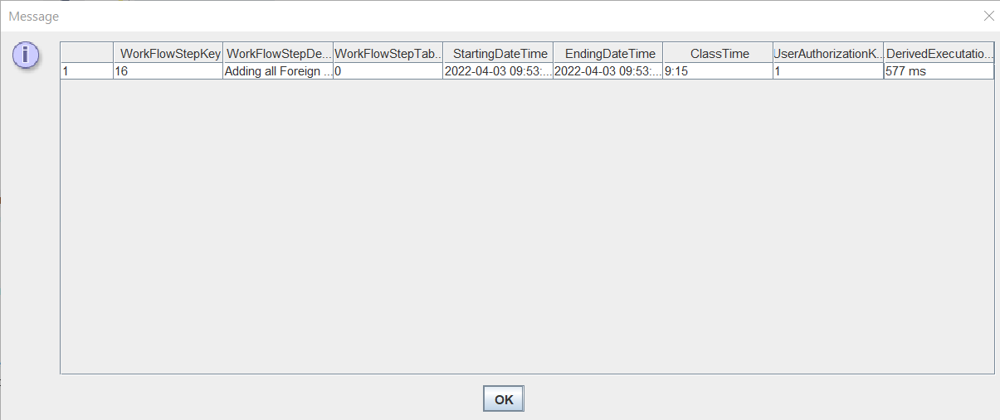 Message
WorkFlowStepKey WorkFlowStepDe... WorkFlowStepTab... StartingDateTime EndingDateTime ClassTime UserAuthorizationK... DerivedExecutatio...
1 16 Adding all Foreign ... 0 2022-04-03 09:53:... 2022-04-03 09:53:... 9:15 1 577 ms
OK